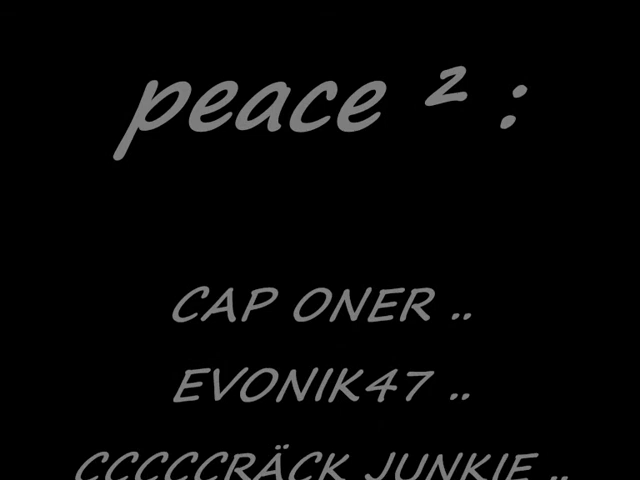 peace ² :
CAP ONER ..
EVONIK47 ..
CCCCCRÄCK JUNKIE ..